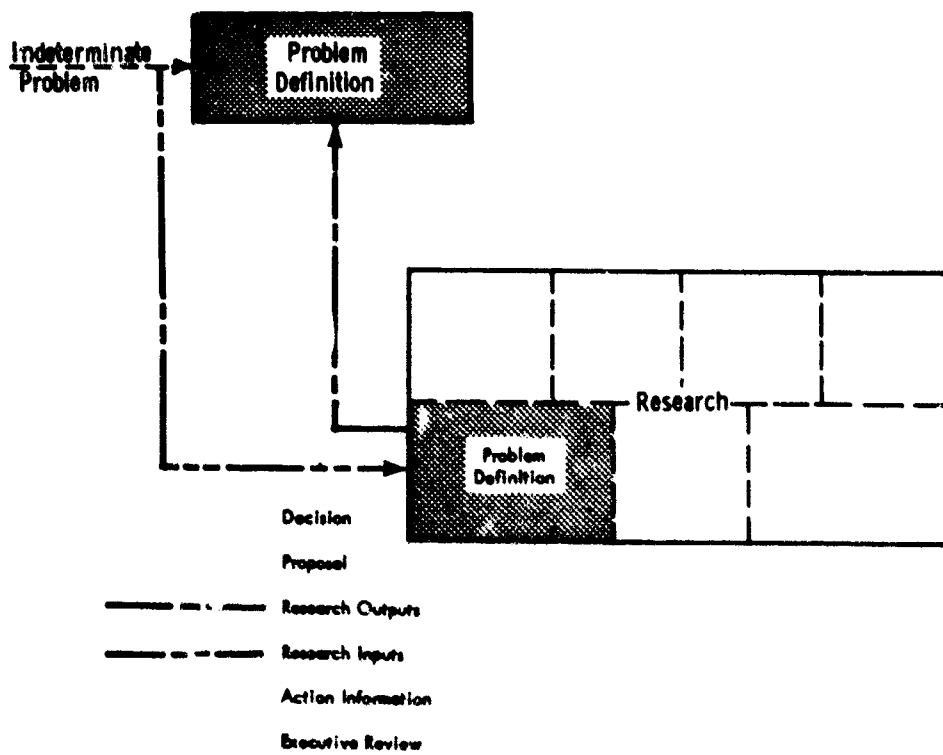 Indeterminate
Problem
Problem
Definition
Research
Problem
Definition
Decision
Proposal
Research Outputs
Research Inputs
Action Information
Executive Review